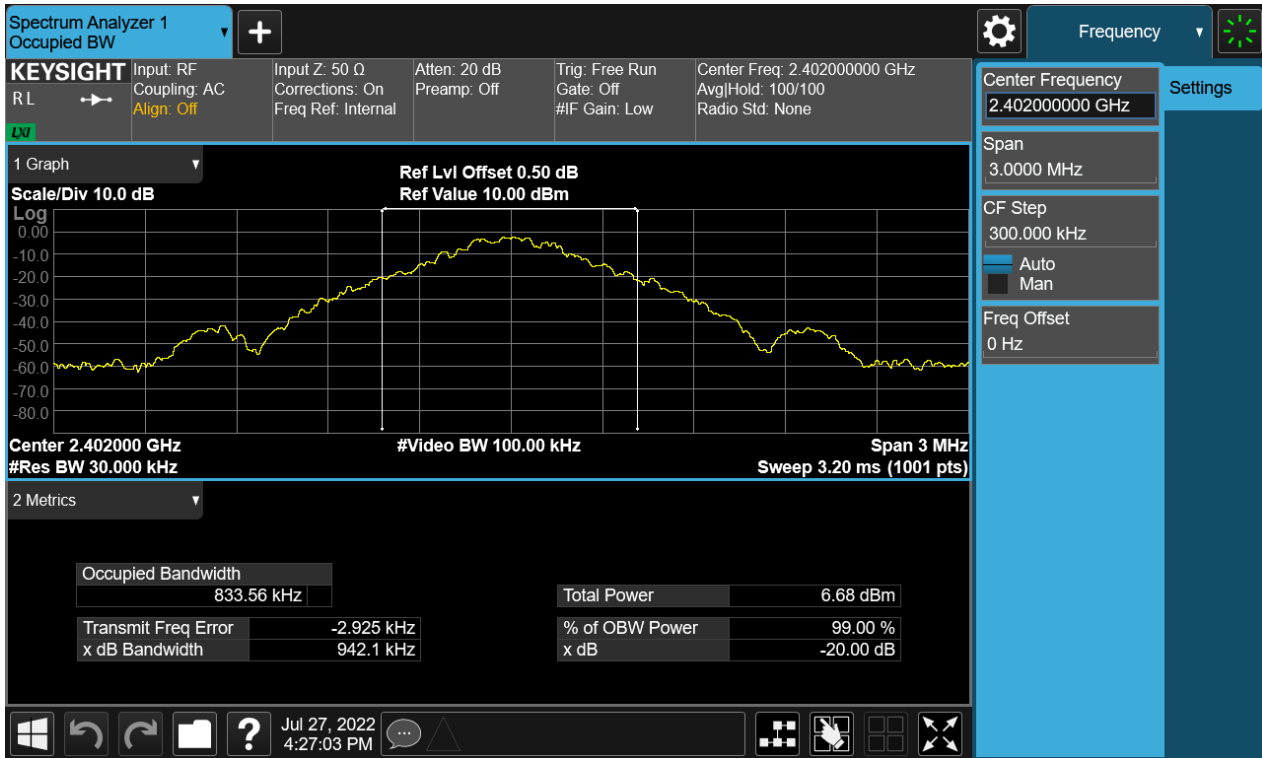 Spectrum Analyzer 1
Occupied BW
+
Frequency
KEYSIGHT
R L
LXI
Input: RF
Coupling: AC
Align: Off
Input Z: 50 Ω
Corrections: On
Freq Ref: Internal
Atten: 20 dB
Preamp: Off
Trig: Free Run
Gate: Off
#IF Gain: Low
Center Freq: 2.402000000 GHz
Avg|Hold: 100/100
Radio Std: None
Center Frequency
2.402000000 GHz
Settings
Span
3.0000 MHz
CF Step
300.000 kHz
Auto
Man
Freq Offset
0 Hz
1 Graph
Scale/Div 10.0 dB
Ref Lvl Offset 0.50 dB
Ref Value 10.00 dBm
Log
0.00
-10.0
-20.0
-30.0
-40.0
-50.0
-60.0
-70.0
-80.0
Center 2.402000 GHz
#Video BW 100.00 kHz
Span 3 MHz
#Res BW 30.000 kHz
Sweep 3.20 ms (1001 pts)
2 Metrics
Occupied Bandwidth
833.56 kHz
Total Power 6.68 dBm
Transmit Freq Error -2.925 kHz
% of OBW Power 99.00 %
x dB Bandwidth 942.1 kHz
x dB -20.00 dB
?
Jul 27, 2022
4:27:03 PM